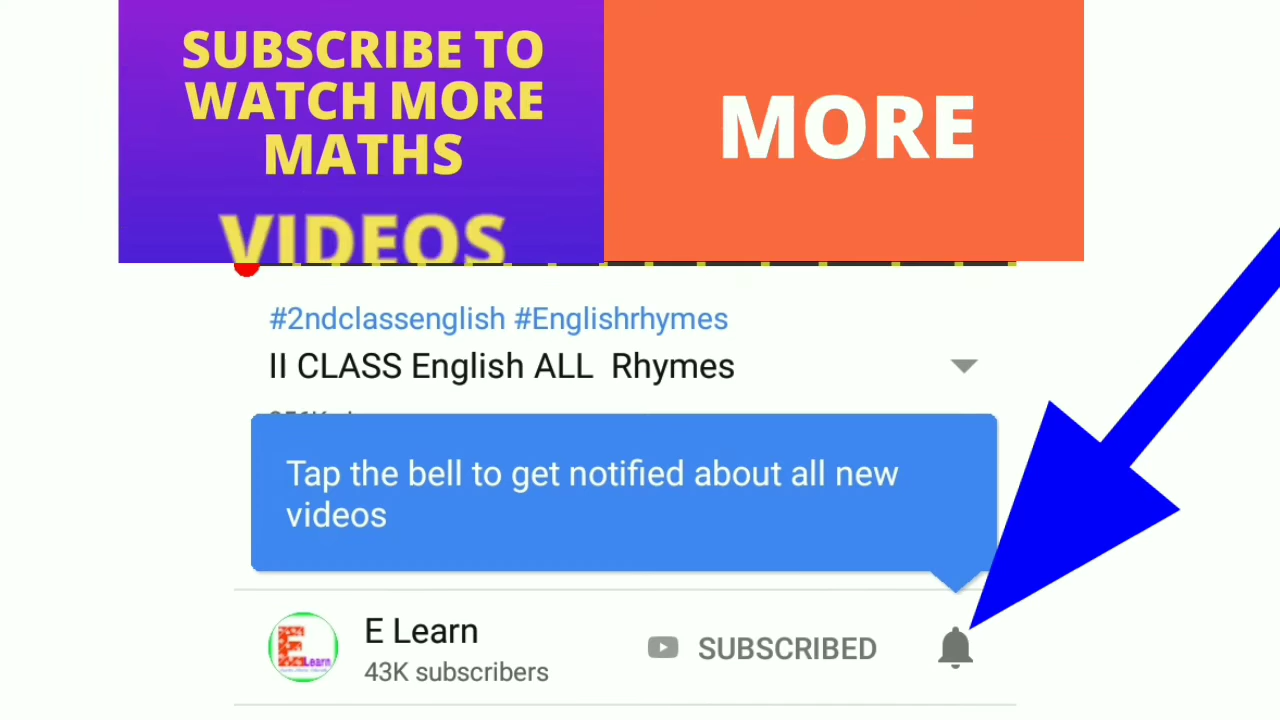 SUBSCRIBE TO
WATCH MORE
MATHS
VIDEOS
MORE
#2ndclassenglish #Englishrhymes
II CLASS English ALL Rhymes
Tap the bell to get notified about all new
videos
E Learn
43K subscribers
SUBSCRIBED
E
Learn